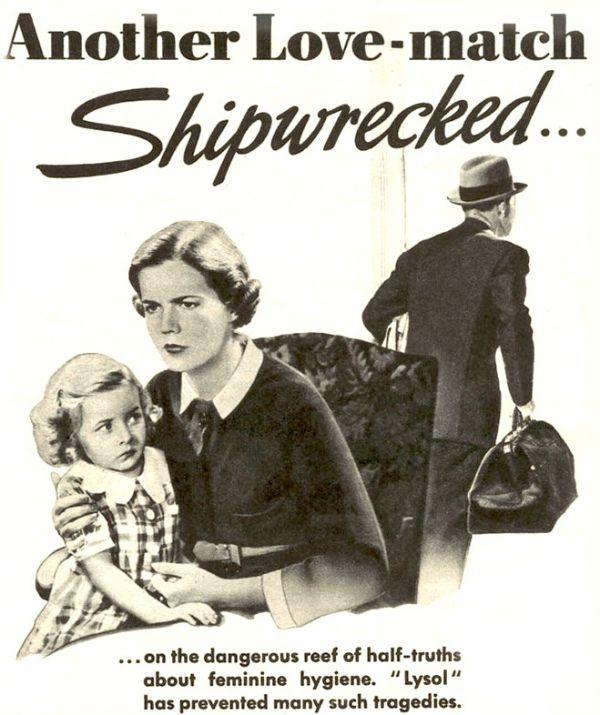 Another Love-match
Shipwrecked...
...on the dangerous reef of half-truths
about feminine hygiene. "Lysol"
has prevented many such tragedies.